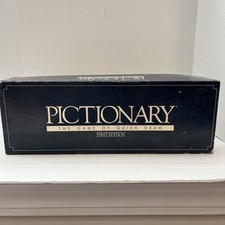 PICTIONARY
THE GAME OF QUICK DRAW
FIRST EDITION